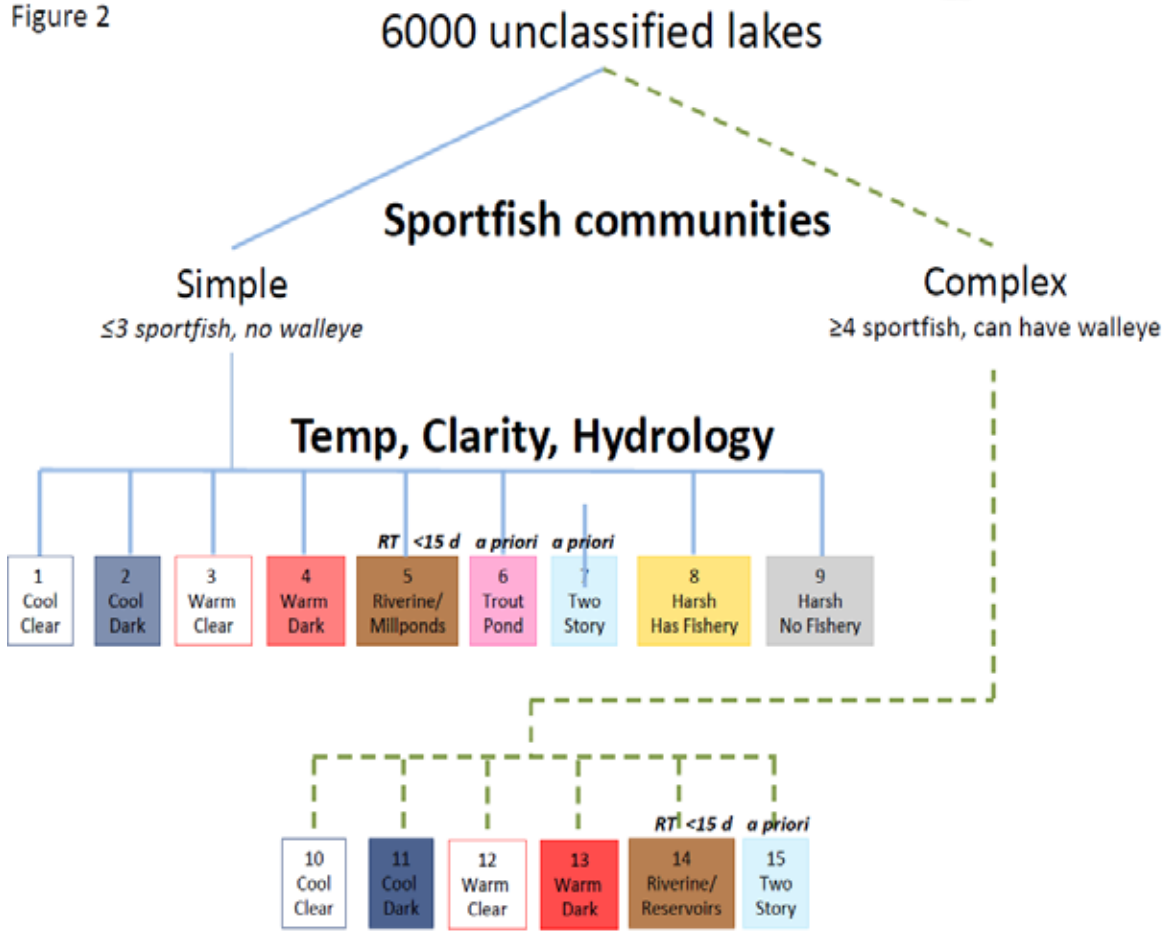 Figure 2
6000 unclassified lakes
Sportfish communities
Simple
≤3 sportfish, no walleye
Complex
≥4 sportfish, can have walleye
Temp, Clarity, Hydrology
RT <15 d a priori a priori
1
Cool
Clear
2
Cool
Dark
3
Warm
Clear
4
Warm
Dark
5
Riverine/
Millponds
6
Trout
Pond
7
Two
Story
8
Harsh
Has Fishery
9
Harsh
No Fishery
RT <15 d a priori
10
Cool
Clear
11
Cool
Dark
12
Warm
Clear
13
Warm
Dark
14
Riverine/
Reservoirs
15
Two
Story